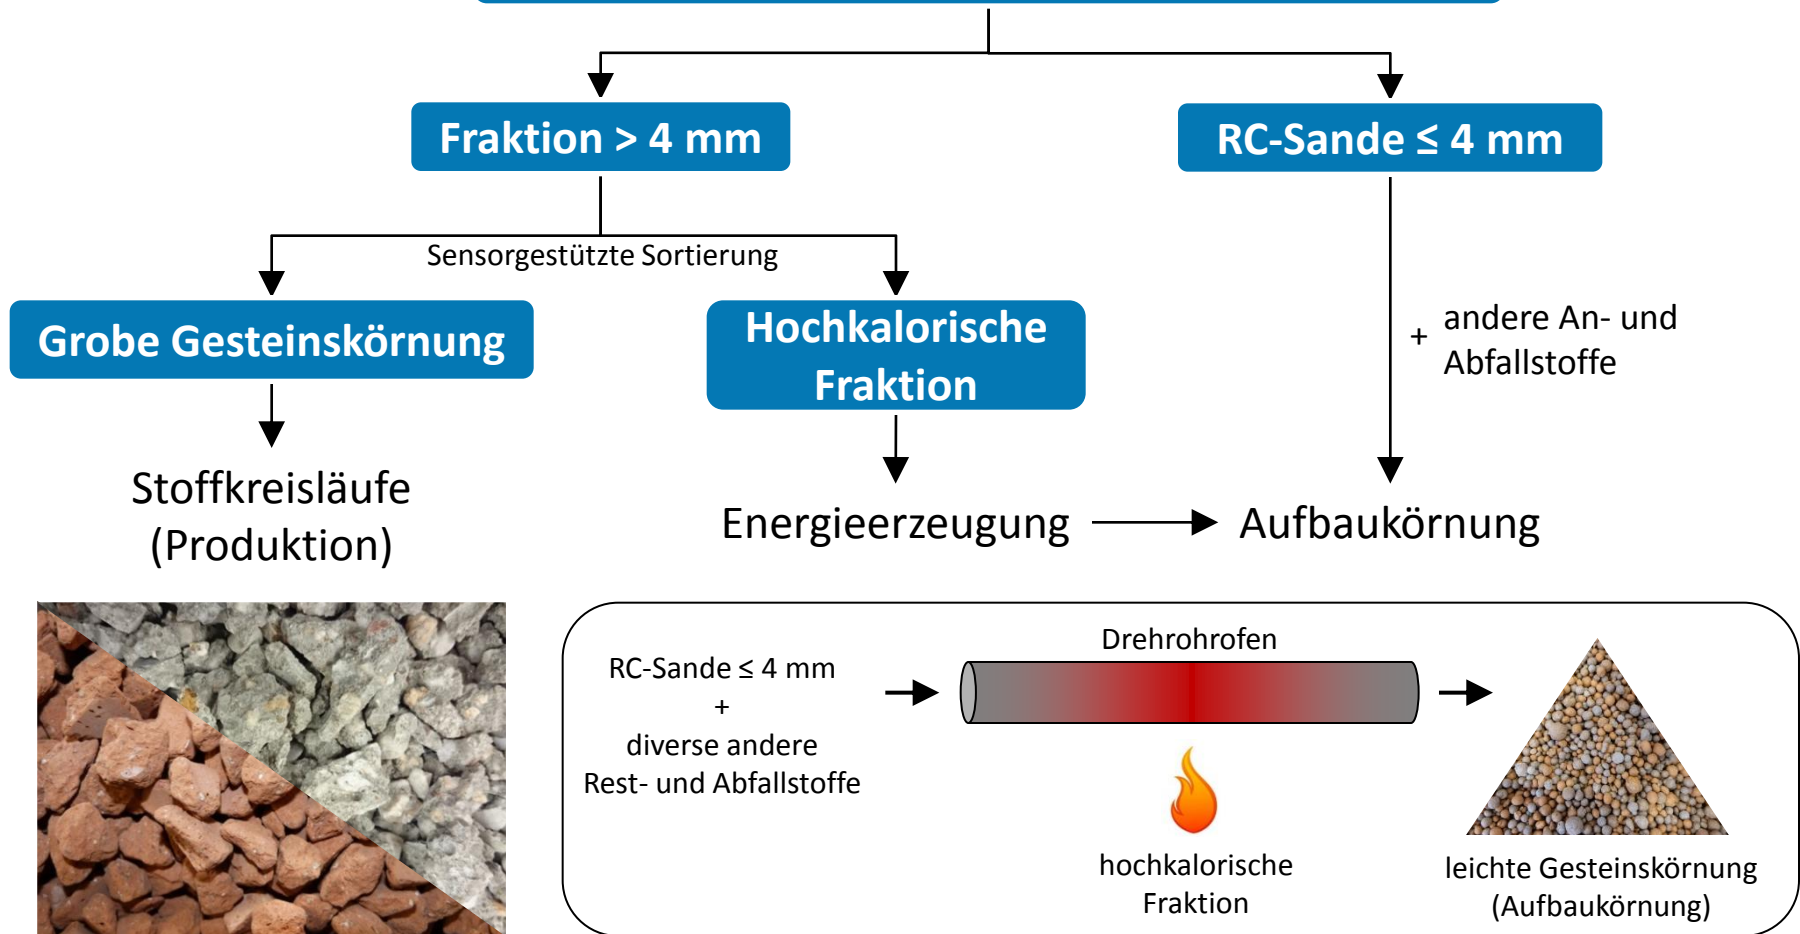 Fraktion > 4 mm
RC-Sande ≤ 4 mm
Sensorgestützte Sortierung
Grobe Gesteinskörnung
Hochkalorische
Fraktion
+
andere An- und
Abfallstoffe
Stoffkreisläufe
(Produktion)
Energieerzeugung
Aufbaukörnung
RC-Sande ≤ 4 mm
+
diverse andere
Rest- und Abfallstoffe
Drehrohrofen
hochkalorische
Fraktion
leichte Gesteinskörnung
(Aufbaukörnung)